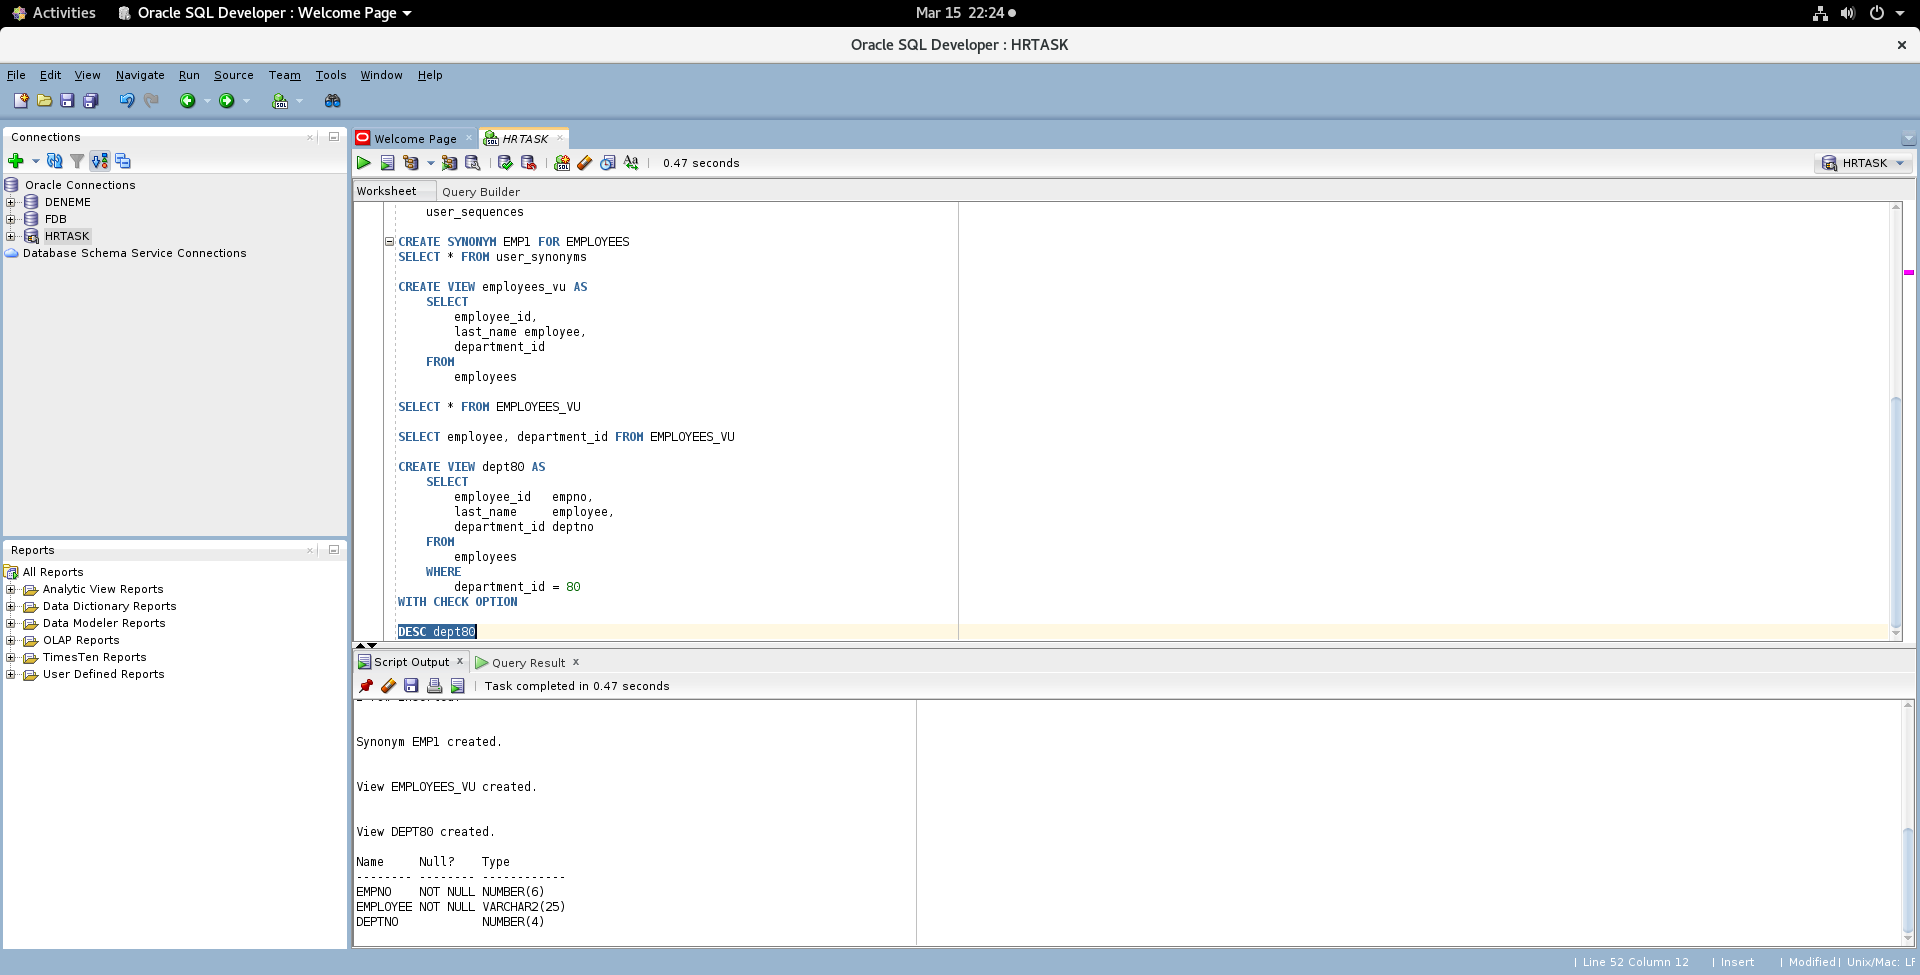 Activities
Oracle SQL Developer : Welcome Page
Mar 15 22:24
Oracle SQL Developer : HRTASK
File Edit View Navigate Run Source Team Tools Window Help
Connections
Oracle Connections
DENEME
FDB
HRTASK
Database Schema Service Connections
Reports
All Reports
Analytic View Reports
Data Dictionary Reports
Data Modeler Reports
OLAP Reports
TimesTen Reports
User Defined Reports
Welcome Page
HRTASK
0.47 seconds
HRTASK
Worksheet
Query Builder
user_sequences
CREATE SYNONYM EMP1 FOR EMPLOYEES
SELECT * FROM user_synonyms
CREATE VIEW employees_vu AS
SELECT
employee_id,
last_name employee,
department_id
FROM
employees
SELECT * FROM EMPLOYEES_VU
SELECT employee, department_id FROM EMPLOYEES_VU
CREATE VIEW dept80 AS
SELECT
employee_id empno,
last_name employee,
department_id deptno
FROM
employees
WHERE
department_id = 80
WITH CHECK OPTION
DESC dept80
Script Output
Query Result
Task completed in 0.47 seconds
Synonym EMP1 created.
View EMPLOYEES_VU created.
View DEPT80 created.
Name Null? Type
-------- -------- ------------
EMPNO NOT NULL NUMBER(6)
EMPLOYEE NOT NULL VARCHAR2(25)
DEPTNO NUMBER(4)
Line 52 Column 12
Insert
Modified
Unix/Mac: LF